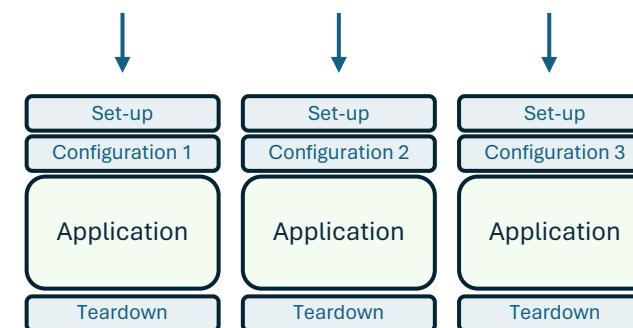 Set-up
Set-up
Set-up
Configuration 1
Configuration 2
Configuration 3
Application
Application
Application
Teardown
Teardown
Teardown